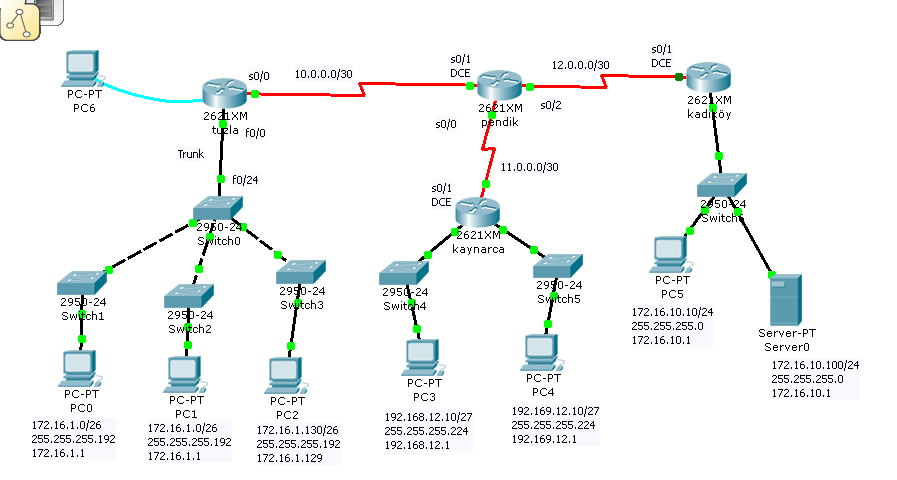 s0/1
DCE
12.0.0.0/30
s0/0
10.0.0.0/30
s0/1
DCE
PC-PT
PC6
2621XM
tuzla
2621XM
pendik
s0/2
2621XM
kadiköy
f0/0
s0/0
Trunk
11.0.0.0/30
f0/24
s0/1
DCE
2950-24
Switch0
2621XM
kaynarca
2950-24
2950-24
Switch1
2950-24
Switch2
2950-24
Switch3
2950-24
Switch4
2950-24
Switch5
PC-PT
PC5
172.16.10.10/24
255.255.255.0
172.16.10.1
Server-PT
Server0
172.16.10.100/24
255.255.255.0
172.16.10.1
PC-PT
PC0
172.16.1.0/26
255.255.255.192
172.16.1.1
PC-PT
PC1
172.16.1.0/26
255.255.255.192
172.16.1.1
PC-PT
PC2
172.16.1.130/26
255.255.255.192
172.16.1.129
PC-PT
PC3
192.168.12.10/27
255.255.255.224
192.168.12.1
PC-PT
PC4
192.169.12.10/27
255.255.255.224
192.169.12.1